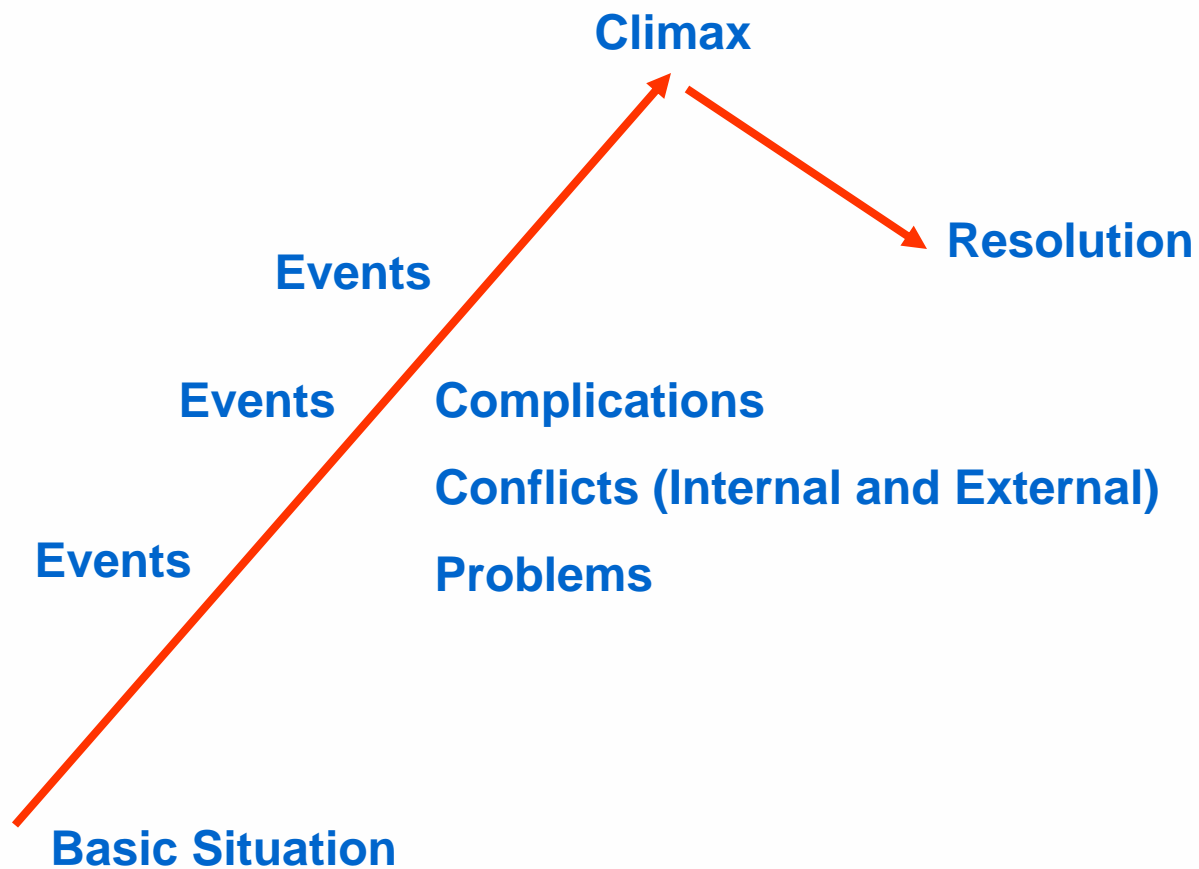 Climax
Resolution
Events
Events
Complications
Conflicts (Internal and External)
Events
Problems
Basic Situation